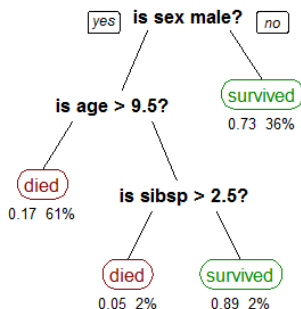 yes is sex male? no
is age > 9.5?
survived
0.73 36%
died
0.17 61%
is sibsp > 2.5?
died
survived
0.05 2%
0.89 2%